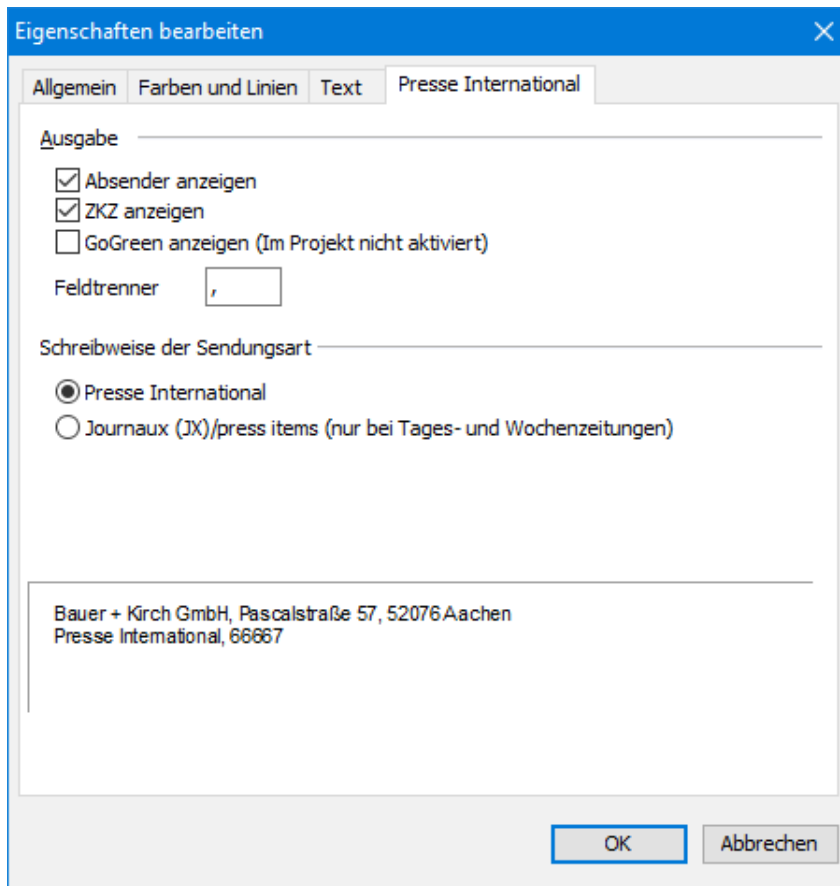 Eigenschaften bearbeiten
Allgemein Farben und Linien Text Presse International
Ausgabe
Absender anzeigen
ZKZ anzeigen
GoGreen anzeigen (Im Projekt nicht aktiviert)
Feldtrenner ,
Schreibweise der Sendungsart
Presse International
Journaux (JX)/press items (nur bei Tages- und Wochenzeitungen)
Bauer + Kirch GmbH, Pascalstraße 57, 52076 Aachen
Presse International, 66667
OK Abbrechen